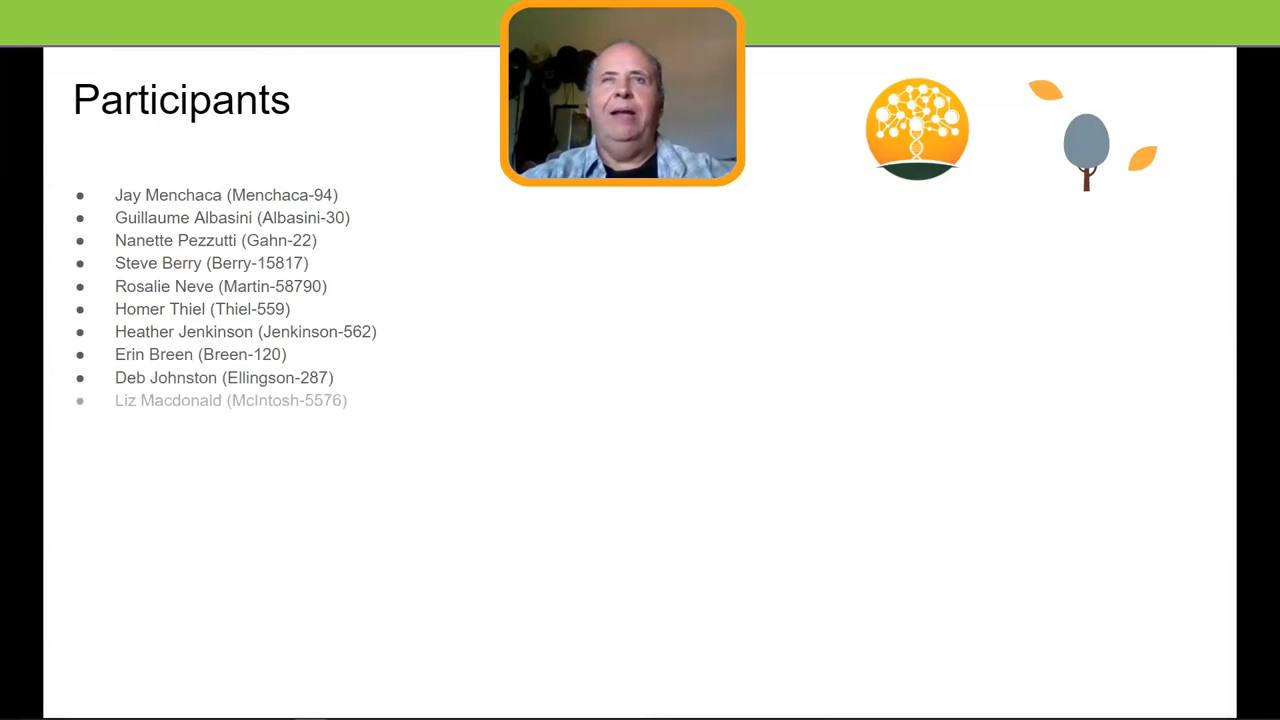 Participants
● Jay Menchaca (Menchaca-94)
● Guillaume Albasini (Albasini-30)
● Nanette Pezzutti (Gahn-22)
● Steve Berry (Berry-15817)
● Rosalie Neve (Martin-58790)
● Homer Thiel (Thiel-559)
● Heather Jenkinson (Jenkinson-562)
● Erin Breen (Breen-120)
● Deb Johnston (Ellingson-287)
● Liz Macdonald (McIntosh-5576)